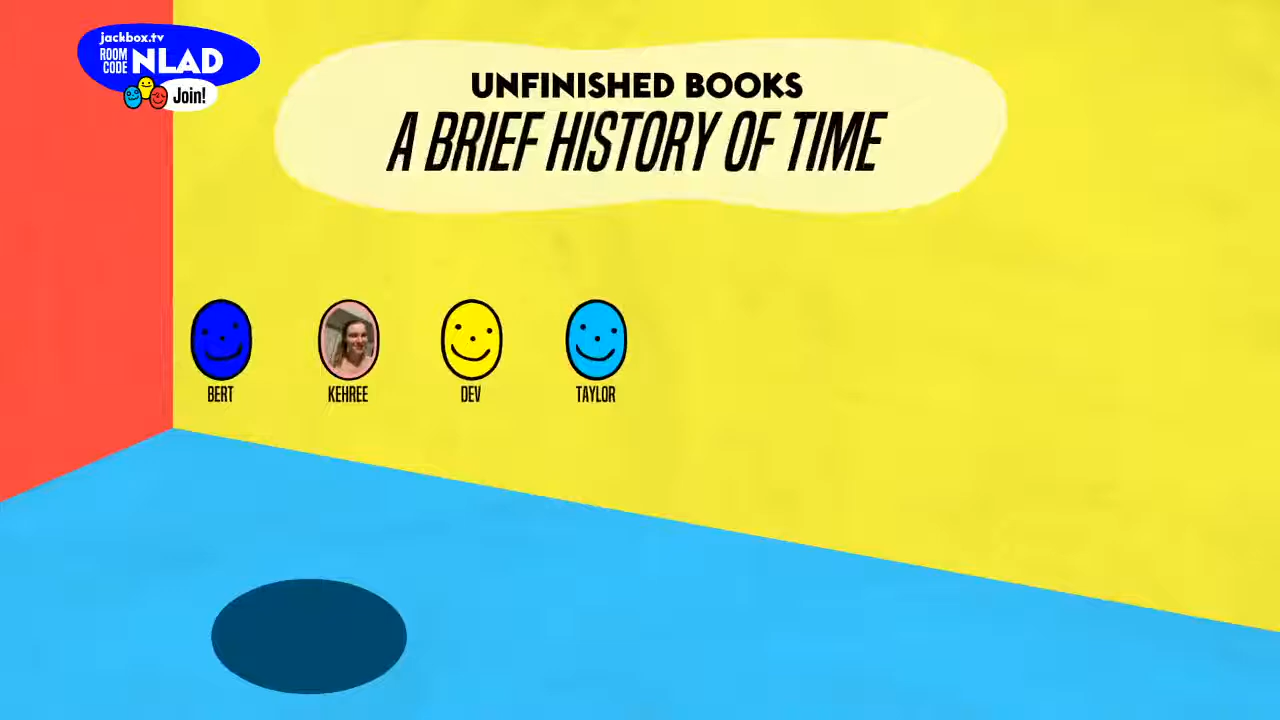 jackbox.tv
ROOM CODE NLAD
Join!
UNFINISHED BOOKS
A BRIEF HISTORY OF TIME
BERT
KEHREE
DEV
TAYLOR